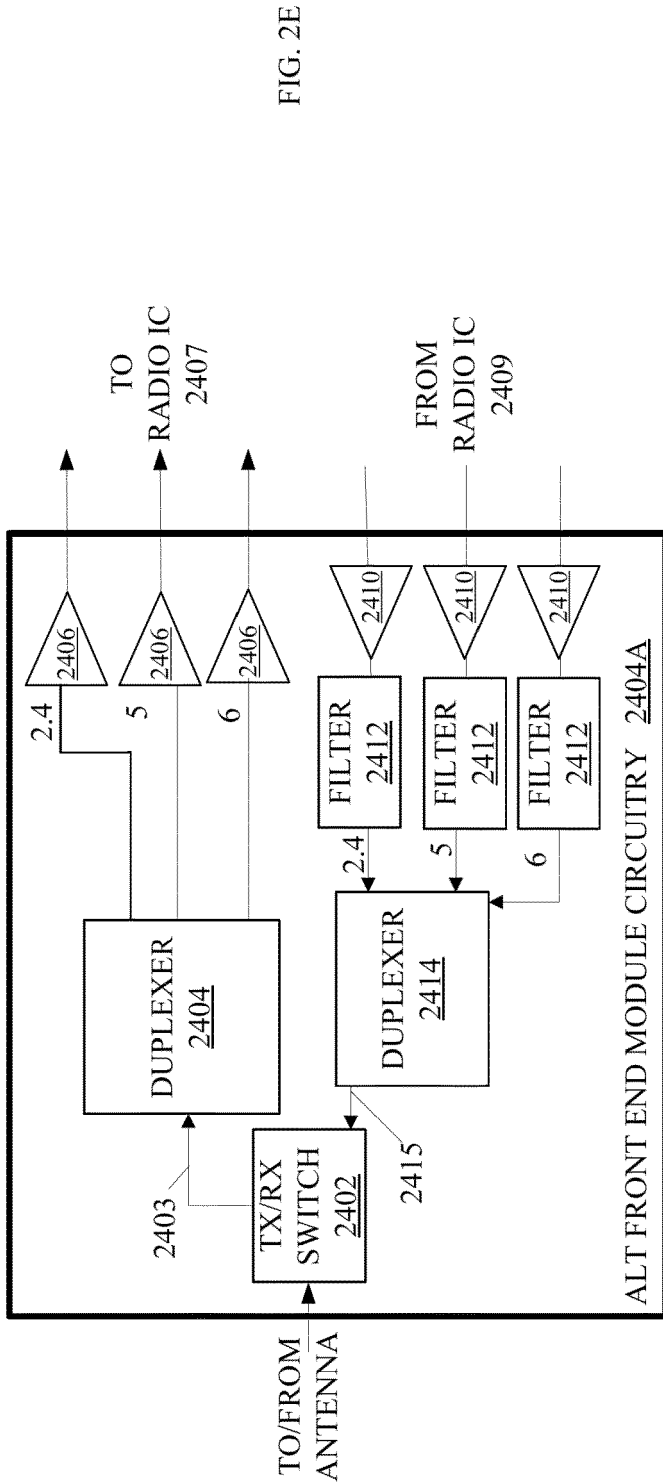 FIG. 2E
TO/FROM
ANTENNA
TX/RX
SWITCH
2402
2403
2415
DUPLEXER
2404
DUPLEXER
2414
2.4
5
6
2.4
5
6
FILTER
2412
FILTER
2412
FILTER
2412
2406
2406
2406
2410
2410
2410
TO
RADIO IC
2407
FROM
RADIO IC
2409
ALT FRONT END MODULE CIRCUITRY 2404A